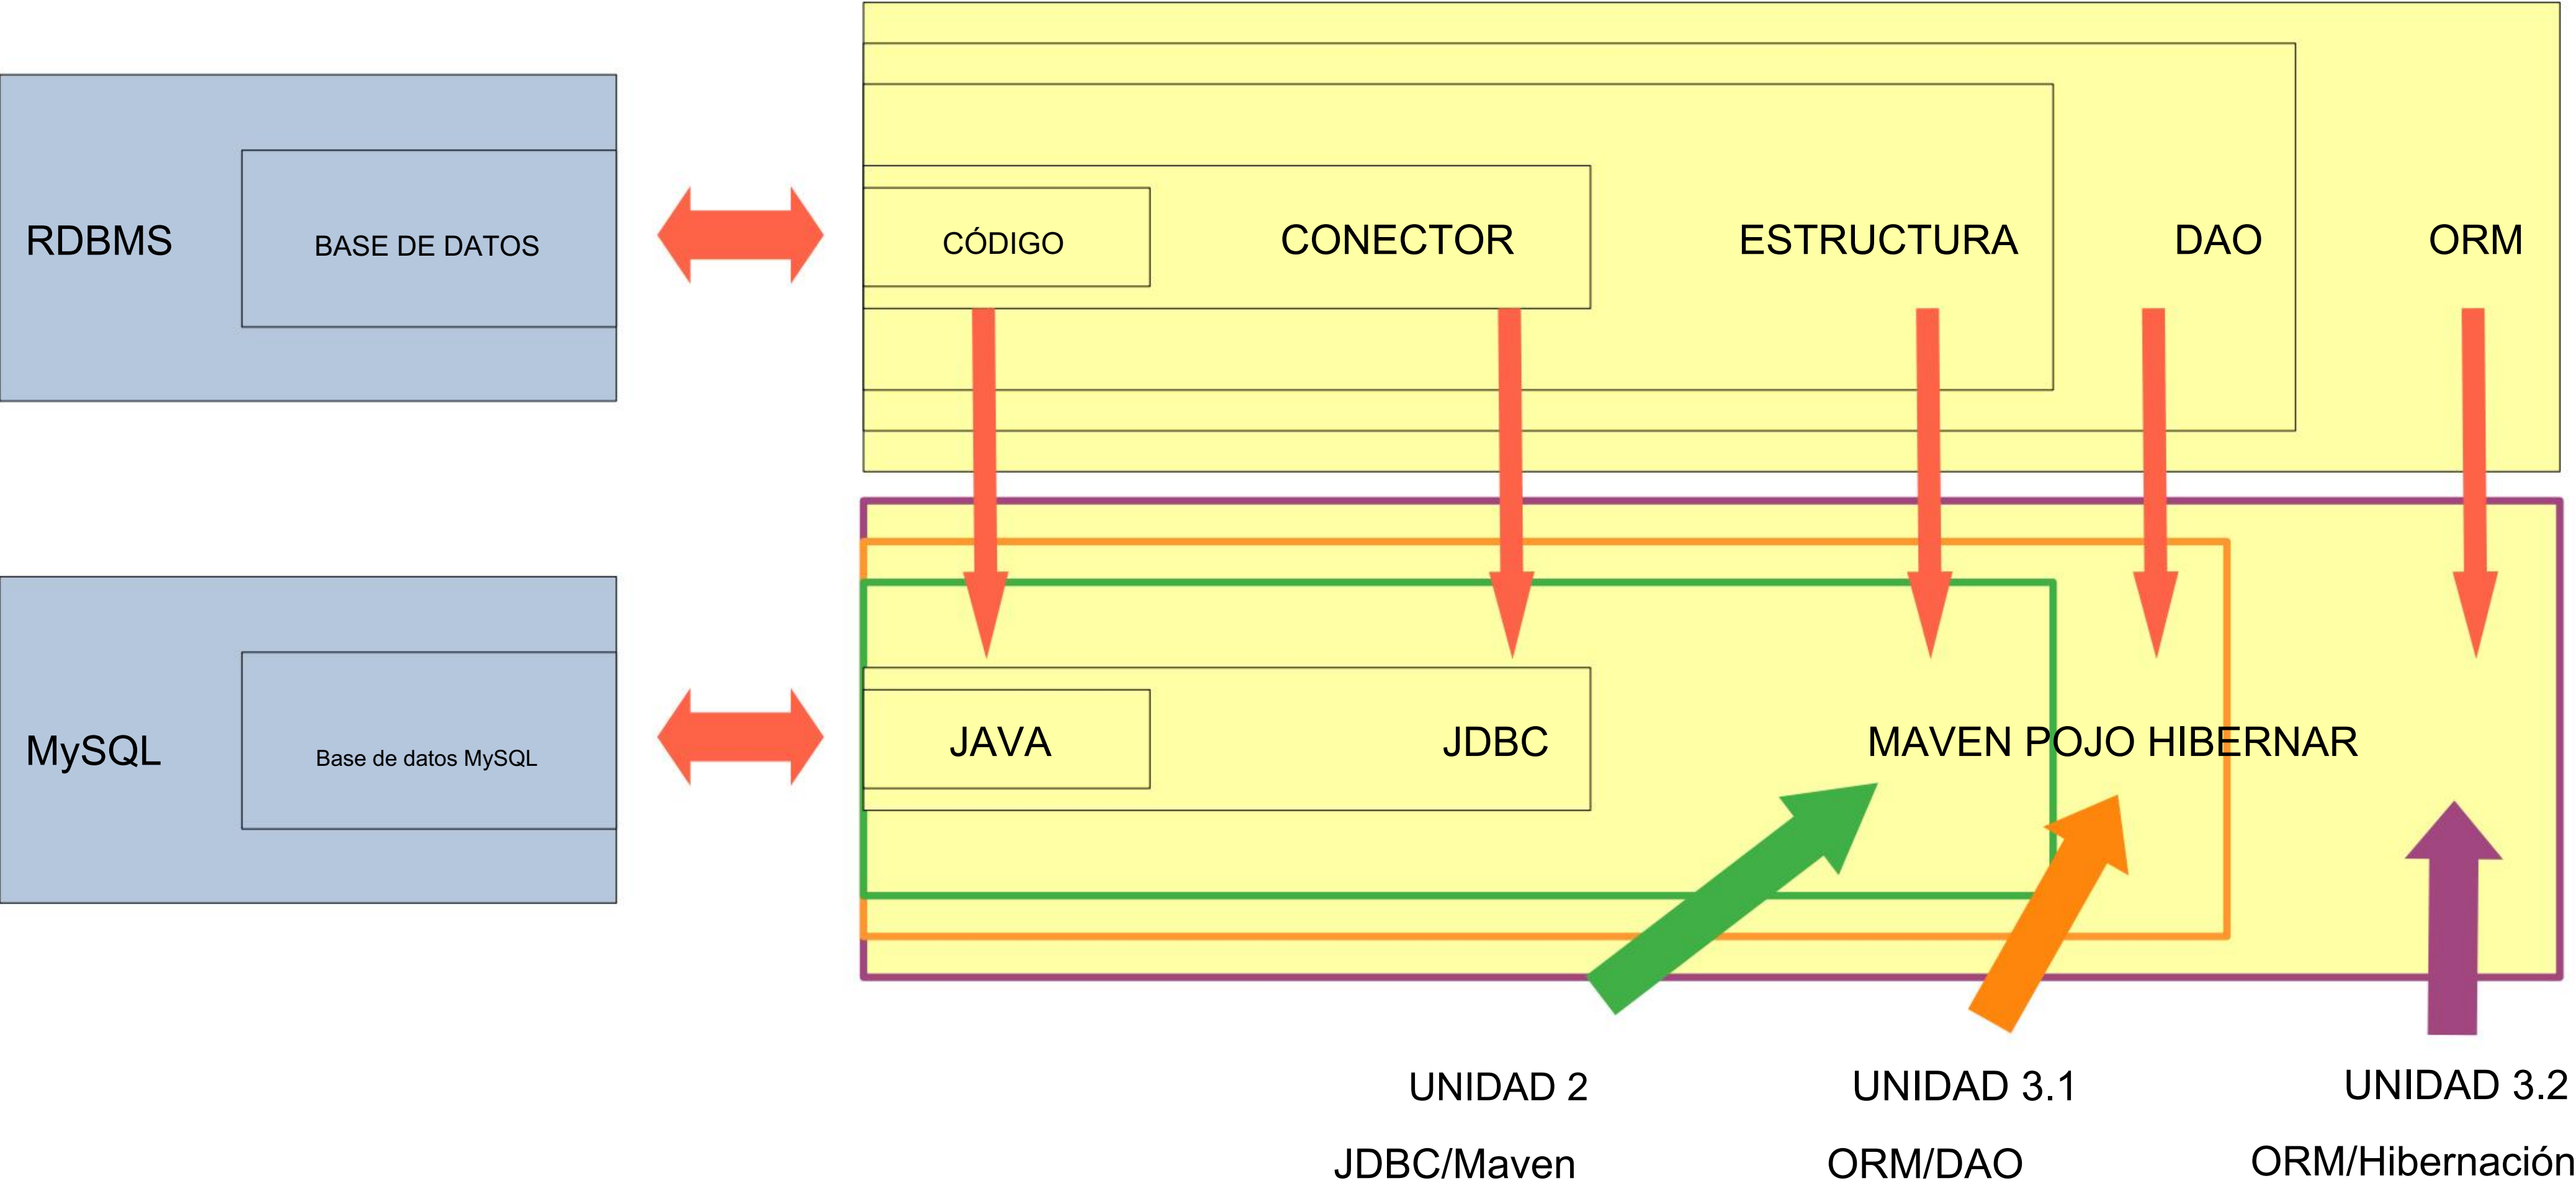 RDBMS
BASE DE DATOS
CÓDIGO
CONECTOR
ESTRUCTURA
DAO
ORM
MySQL
Base de datos MySQL
JAVA
JDBC
MAVEN POJO HIBERNAR
UNIDAD 2
UNIDAD 3.1
UNIDAD 3.2
JDBC/Maven
ORM/DAO
ORM/Hibernación